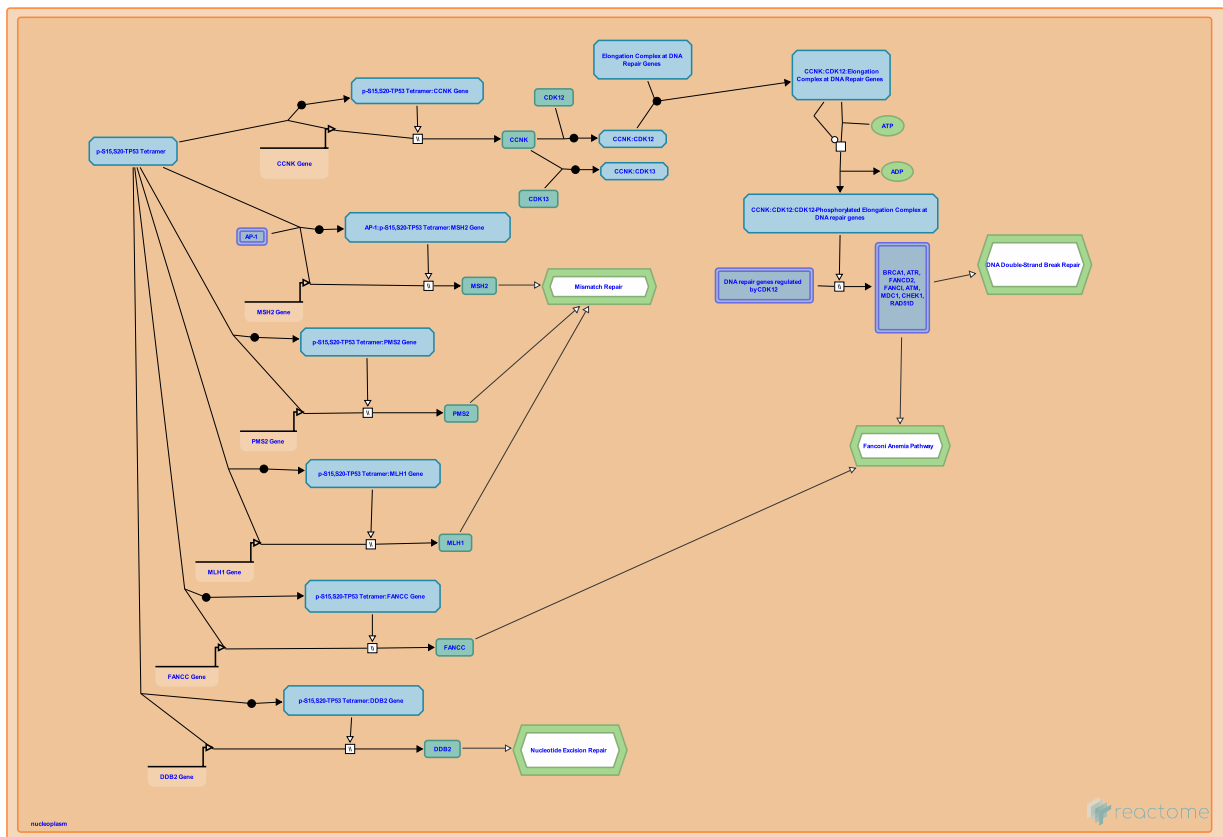 Elongation Complex at DNA
Repair Genes
CCNK:CDK12:Elongation
Complex at DNA Repair Genes
p-S15,S20-TP53 Tetramer:CCNK Gene
CDK12
ATP
p-S15,S20-TP53 Tetramer
CCNK Gene
CCNK
CCNK:CDK12
CCNK:CDK13
ADP
CDK13
CCNK:CDK12:CDK12-Phosphorylated Elongation Complex at
DNA repair genes
AP-1
AP-1:p-S15,S20-TP53 Tetramer:MSH2 Gene
MSH2 Gene
MSH2
Mismatch Repair
DNA repair genes regulated
by CDK12
BRCA1, ATR,
FANCD2,
FANCI, ATM,
MDC1, CHEK1,
RAD51D
DNA Double-Strand Break Repair
p-S15,S20-TP53 Tetramer:PMS2 Gene
PMS2 Gene
PMS2
Fanconi Anemia Pathway
p-S15,S20-TP53 Tetramer:MLH1 Gene
MLH1 Gene
MLH1
p-S15,S20-TP53 Tetramer:FANCC Gene
FANCC Gene
FANCC
p-S15,S20-TP53 Tetramer:DDB2 Gene
DDB2 Gene
DDB2
Nucleotide Excision Repair
nucleoplasm
reactome